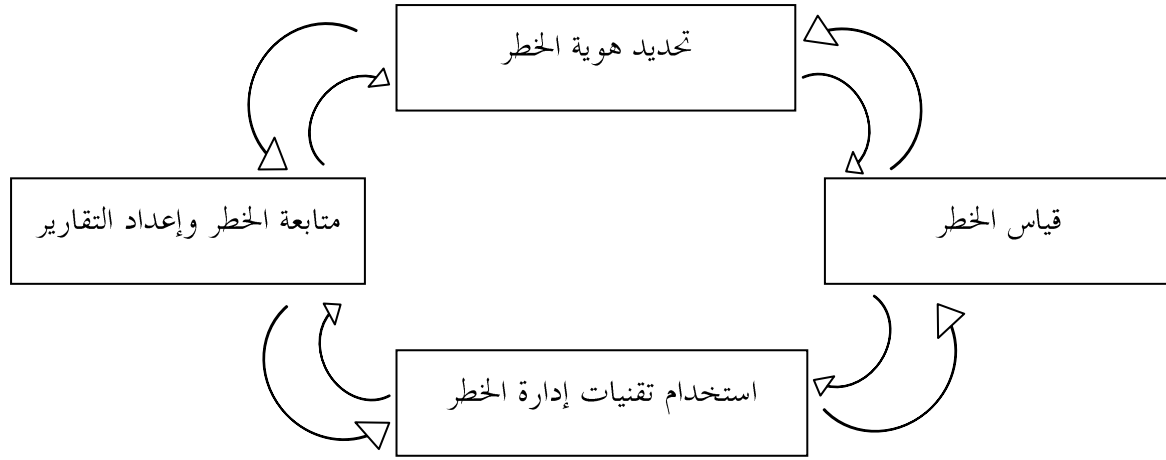 تحديد هوية الخطر
قياس الخطر
متابعة الخطر وإعداد التقارير
استخدام تقنيات إدارة الخطر